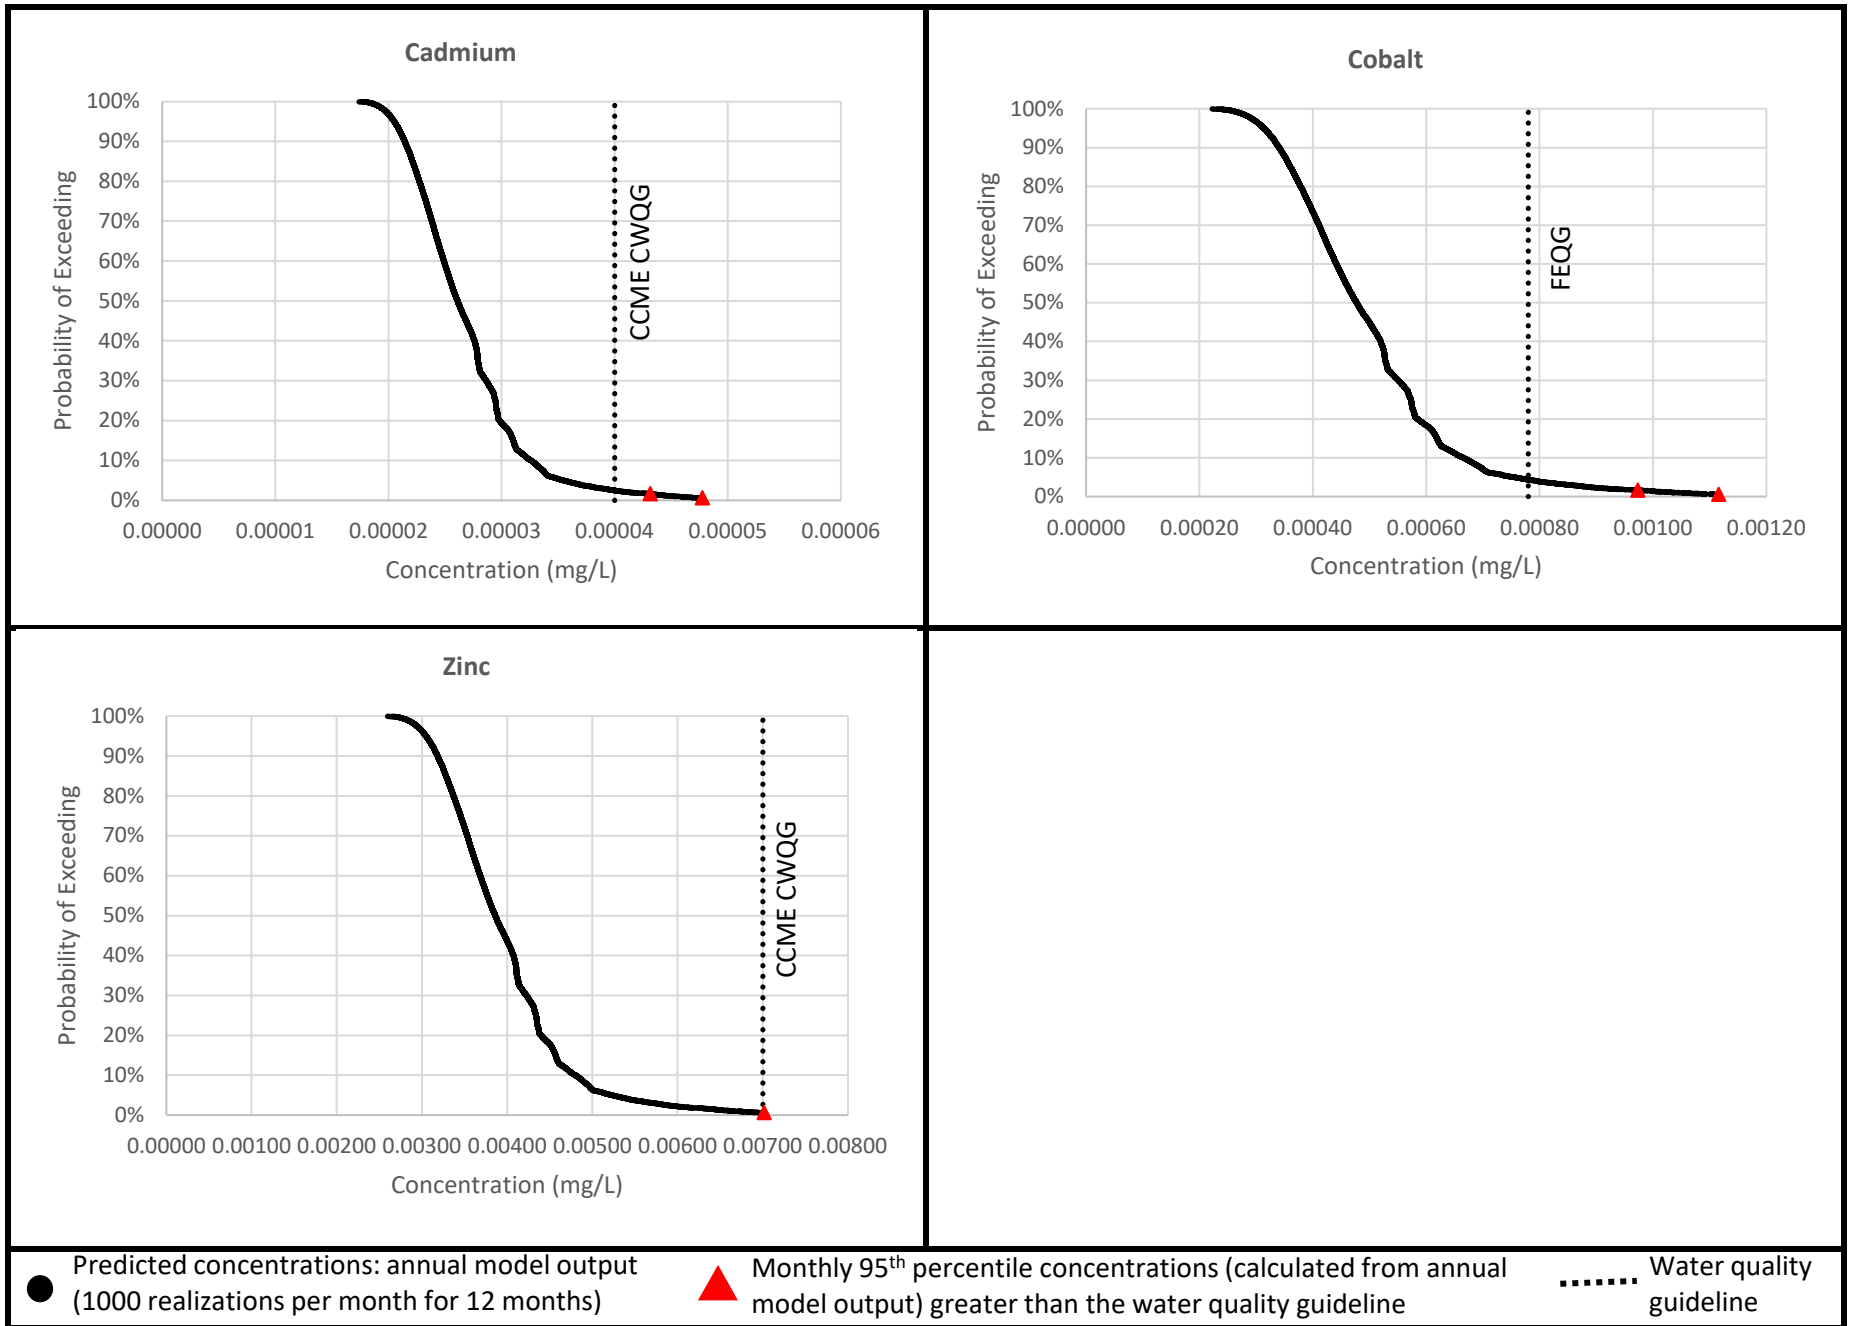 Cadmium
100%
90%
80%
70%
60%
50%
40%
30%
20%
10%
0%
Probability of Exceeding
CCME CWQG
0.00000 0.00001 0.00002 0.00003 0.00004 0.00005 0.00006
Concentration (mg/L)
Cobalt
100%
90%
80%
70%
60%
50%
40%
30%
20%
10%
0%
Probability of Exceeding
FEQG
0.00000 0.00020 0.00040 0.00060 0.00080 0.00100 0.00120
Concentration (mg/L)
Zinc
100%
90%
80%
70%
60%
50%
40%
30%
20%
10%
0%
Probability of Exceeding
CCME CWQG
0.00000 0.00100 0.00200 0.00300 0.00400 0.00500 0.00600 0.00700 0.00800
Concentration (mg/L)
Predicted concentrations: annual model output
(1000 realizations per month for 12 months)
Monthly 95th percentile concentrations (calculated from annual
model output) greater than the water quality guideline
Water quality
guideline